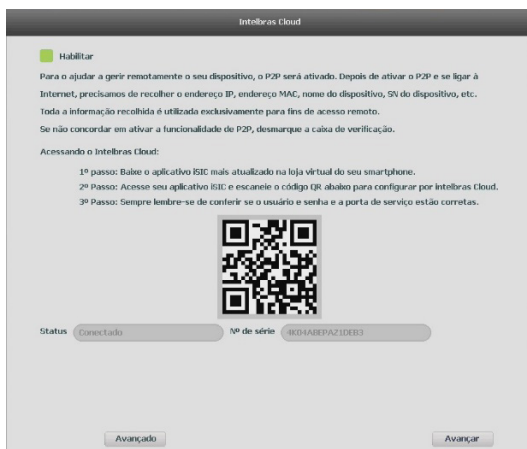 Intelbras Cloud
Habilitar
Para o ajudar a gerir remotamente o seu dispositivo, o P2P será ativado. Depois de ativar o P2P e se ligar à
Internet, precisamos de recolher o endereço IP, endereço MAC, nome do dispositivo, SN do dispositivo, etc.
Toda a informação recolhida é utilizada exclusivamente para fins de acesso remoto.
Se não concordar em ativar a funcionalidade de P2P, desmarque a caixa de verificação.
Acessando o Intelbras Cloud:
1º passo: Baixe o aplicativo iSIC mais atualizado na loja virtual do seu smartphone.
2º Passo: Acesse seu aplicativo iSIC e escaneie o código QR abaixo para configurar por intelbras Cloud.
3º Passo: Sempre lembre-se de conferir se o usuário e senha e a porta de serviço estão corretas.
Status Conectado Nº de série 4K04ABEPAZ1DEB3
Avançado Avançar